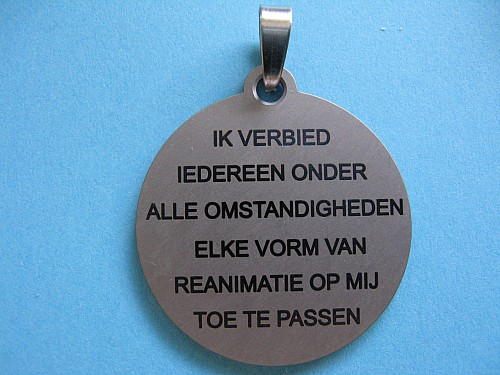 IK VERBIED
IEDEREEN ONDER
ALLE OMSTANDIGHEDEN
ELKE VORM VAN
REANIMATIE OP MIJ
TOE TE PASSEN